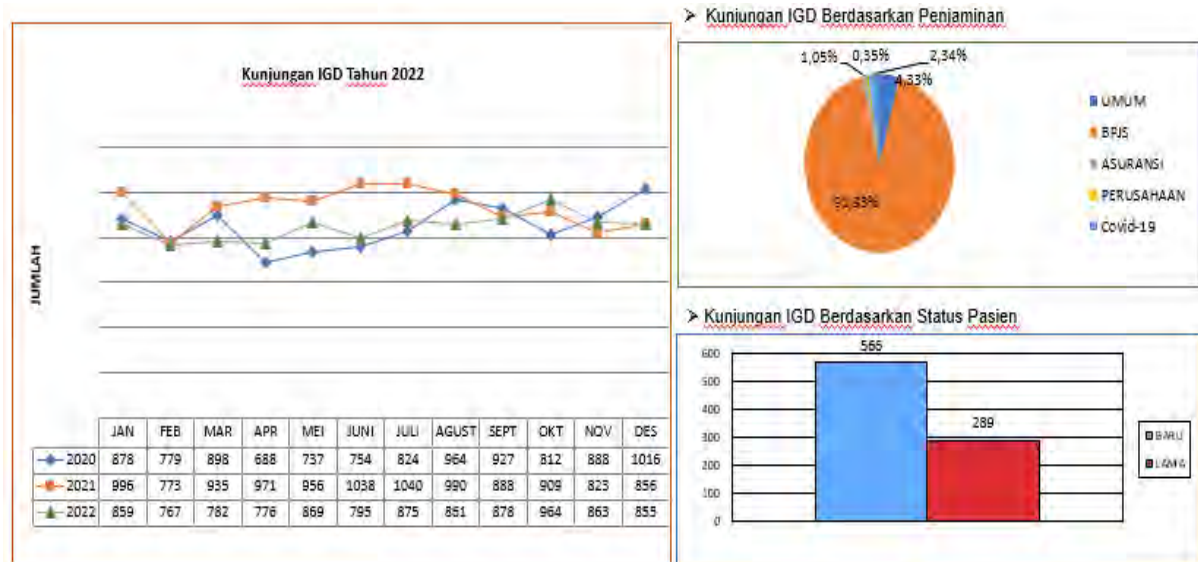 Kunjungan IGD Tahun 2022
JUMLAH
JAN FEB MAR APR MEI JUNI JULI AGUST SEPT OKT NOV DES
2020 878 779 898 688 737 754 824 964 927 812 888 1016
2021 996 773 935 971 956 1038 1040 990 888 909 823 856
2022 859 767 782 776 869 795 875 851 878 964 863 855
➢ Kunjungan IGD Berdasarkan Penjaminan
1,05% 0,35% 2,34%
4,33%
UMUM
BPJS
ASURANSI
PERUSAHAAN
Covid-19
➢ Kunjungan IGD Berdasarkan Status Pasien
600
500
400
300
200
100
0
289
BARU
LAMA